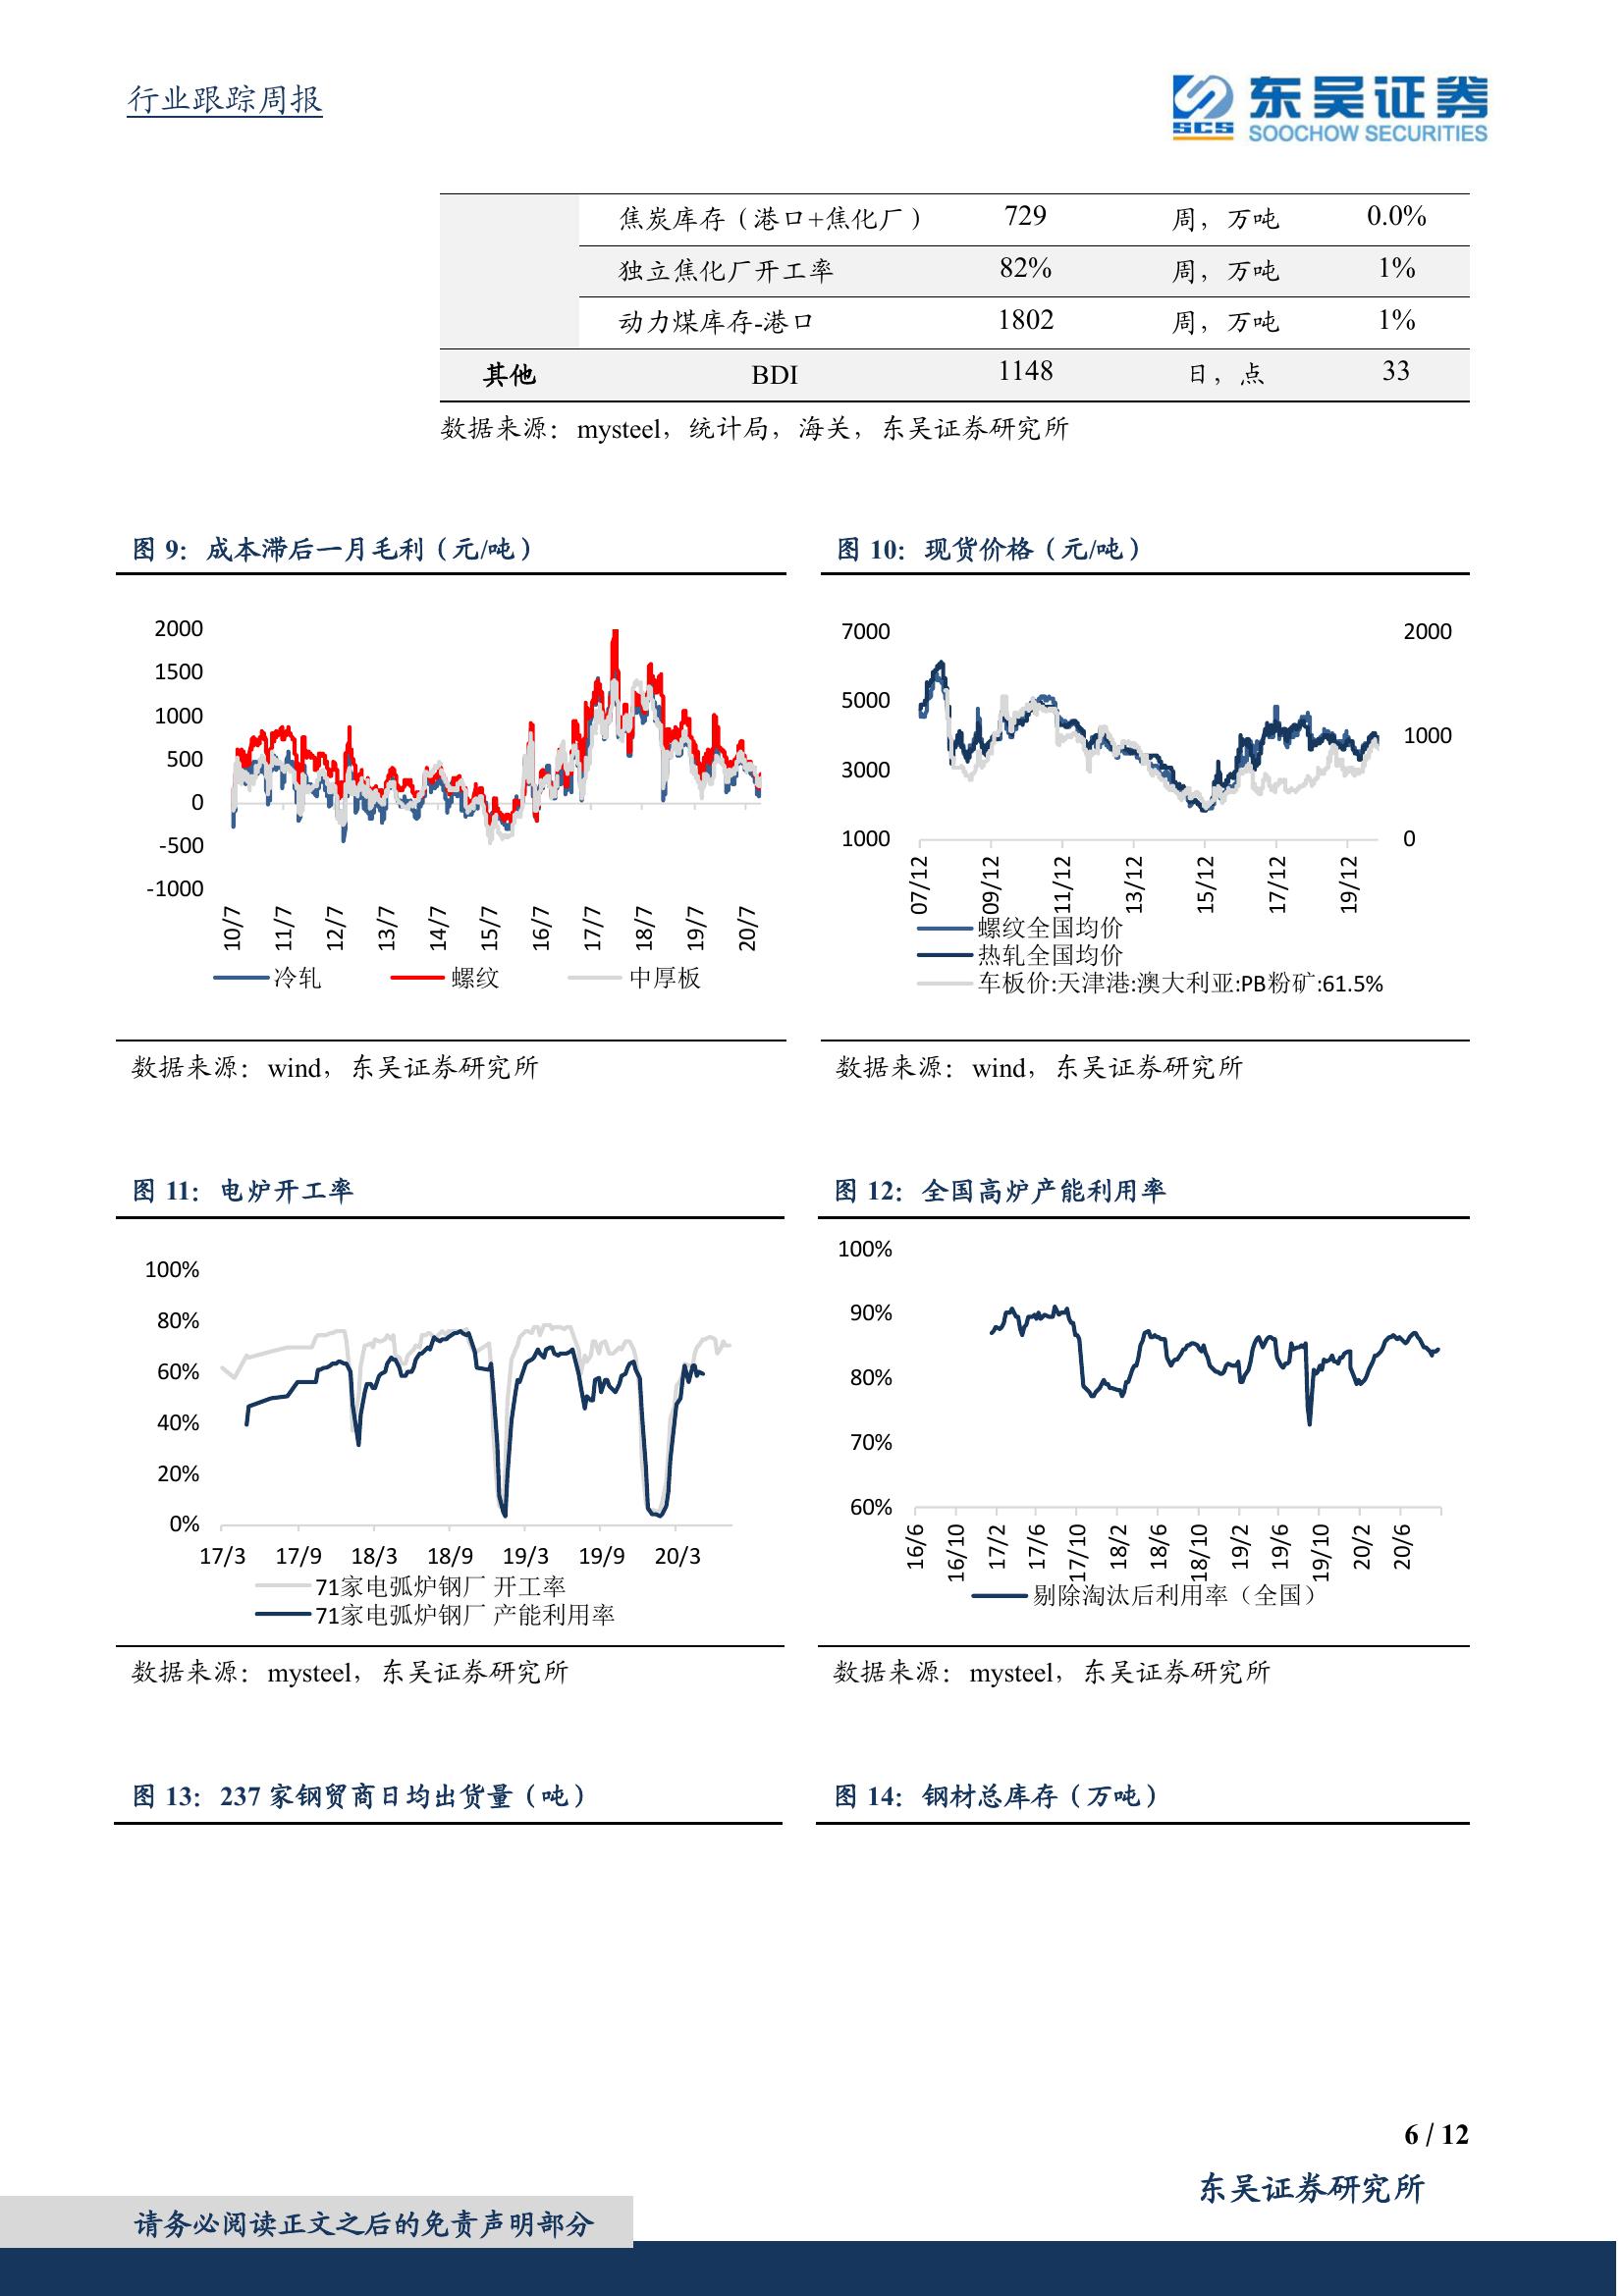 行业跟踪周报
东吴证券
SCS
SOOCHOW SECURITIES
焦炭库存（港口+焦化厂） 729 周，万吨 0.0%
独立焦化厂开工率 82% 周，万吨 1%
动力煤库存-港口 1802 周，万吨 1%
其他 BDI 1148 日，点 33
数据来源：mysteel，统计局，海关，东吴证券研究所
图 9：成本滞后一月毛利（元/吨）
2000
1500
1000
500
0
-500
-1000
10/7 11/7 12/7 13/7 14/7 15/7 16/7 17/7 18/7 19/7 20/7
冷轧 螺纹 中厚板
数据来源：wind，东吴证券研究所
图 10：现货价格（元/吨）
7000 2000
5000
1000
3000
1000 0
07/12 09/12 11/12 13/12 15/12 17/12 19/12
螺纹全国均价
热轧全国均价
车板价:天津港:澳大利亚:PB粉矿:61.5%
数据来源：wind，东吴证券研究所
图 11：电炉开工率
100%
80%
60%
40%
20%
0%
17/3 17/9 18/3 18/9 19/3 19/9 20/3
71家电弧炉钢厂 开工率
71家电弧炉钢厂 产能利用率
数据来源：mysteel，东吴证券研究所
图 12：全国高炉产能利用率
100%
90%
80%
70%
60%
16/6 16/10 17/2 17/6 17/10 18/2 18/6 18/10 19/2 19/6 19/10 20/2 20/6
剔除淘汰后利用率（全国）
数据来源：mysteel，东吴证券研究所
图 13：237 家钢贸商日均出货量（吨）
图 14：钢材总库存（万吨）
6 / 12
东吴证券研究所
请务必阅读正文之后的免责声明部分